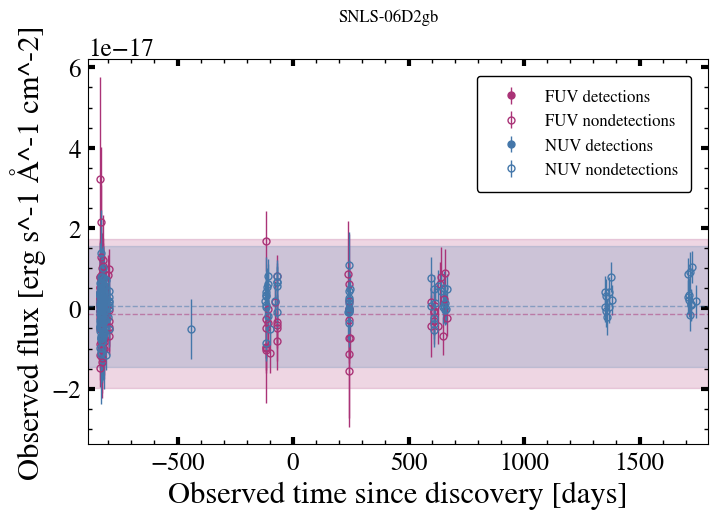 SNLS-06D2gb
1e−17
Observed flux [erg s^-1 Å^-1 cm^-2]
6
4
2
0
−2
FUV detections
FUV nondetections
NUV detections
NUV nondetections
−500 0 500 1000 1500
Observed time since discovery [days]